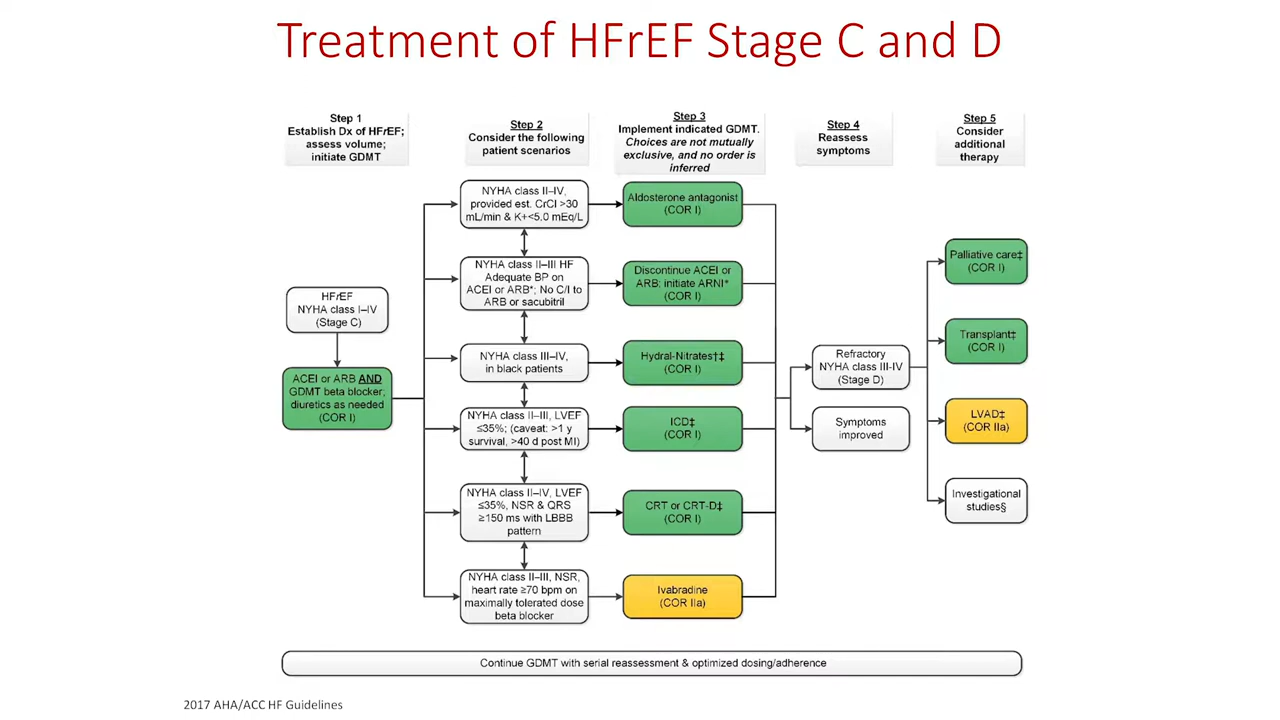 Treatment of HFrEF Stage C and D
Step 1
Establish Dx of HFrEF;
assess volume;
initiate GDMT
Step 2
Consider the following
patient scenarios
Step 3
Implement indicated GDMT.
Choices are not mutually
exclusive, and no order is
inferred
Step 4
Reassess
symptoms
Step 5
Consider
additional
therapy
HFrEF
NYHA class I–IV
(Stage C)
ACEI or ARB AND
GDMT beta blocker;
diuretics as needed
(COR I)
NYHA class II–IV,
provided est. CrCl >30
mL/min & K+<5.0 mEq/L
Aldosterone antagonist
(COR I)
NYHA class II–III HF
Adequate BP on
ACEI or ARB*; No C/I to
ARB or sacubitril
Discontinue ACEI or
ARB; initiate ARNI*
(COR I)
NYHA class III–IV,
in black patients
Hydral-Nitrates†‡
(COR I)
NYHA class II–III, LVEF
≤35%; (caveat: >1 y
survival, >40 d post MI)
ICD‡
(COR I)
NYHA class II–IV, LVEF
≤35%, NSR & QRS
≥150 ms with LBBB
pattern
CRT or CRT-D‡
(COR I)
NYHA class II–III, NSR,
heart rate ≥70 bpm on
maximally tolerated dose
beta blocker
Ivabradine
(COR IIa)
Refractory
NYHA class III-IV
(Stage D)
Symptoms
improved
Palliative care‡
(COR I)
Transplant‡
(COR I)
LVAD‡
(COR IIa)
Investigational
studies§
Continue GDMT with serial reassessment & optimized dosing/adherence
2017 AHA/ACC HF Guidelines